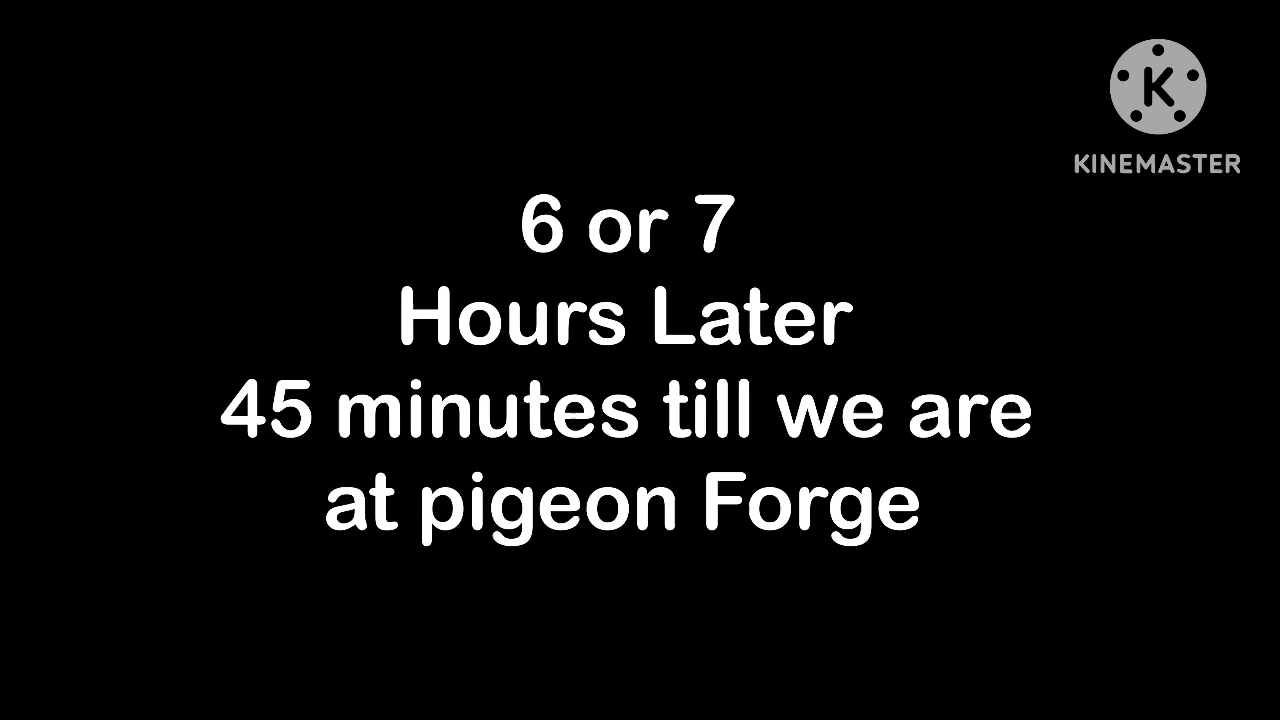 K
KINEMASTER
6 or 7
Hours Later
45 minutes till we are
at pigeon Forge